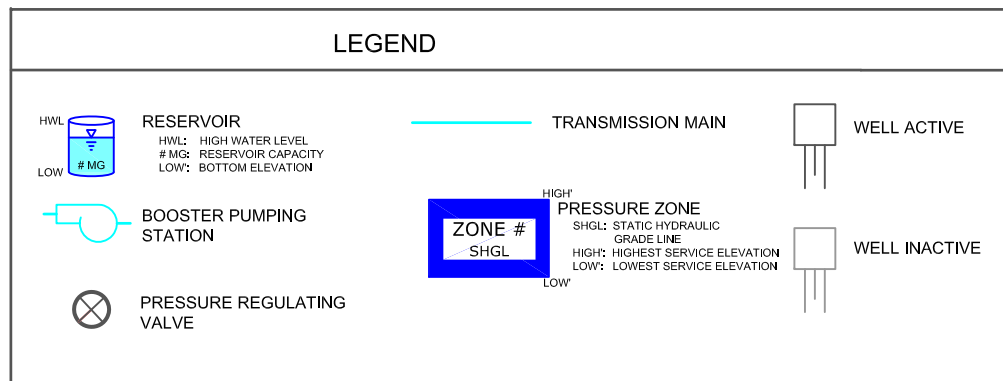 LEGEND
HWL
LOW
# MG
RESERVOIR
HWL: HIGH WATER LEVEL
# MG: RESERVOIR CAPACITY
LOW': BOTTOM ELEVATION
BOOSTER PUMPING
STATION
PRESSURE REGULATING
VALVE
TRANSMISSION MAIN
HIGH'
ZONE #
SHGL
LOW'
PRESSURE ZONE
SHGL: STATIC HYDRAULIC
GRADE LINE
HIGH': HIGHEST SERVICE ELEVATION
LOW': LOWEST SERVICE ELEVATION
WELL ACTIVE
WELL INACTIVE